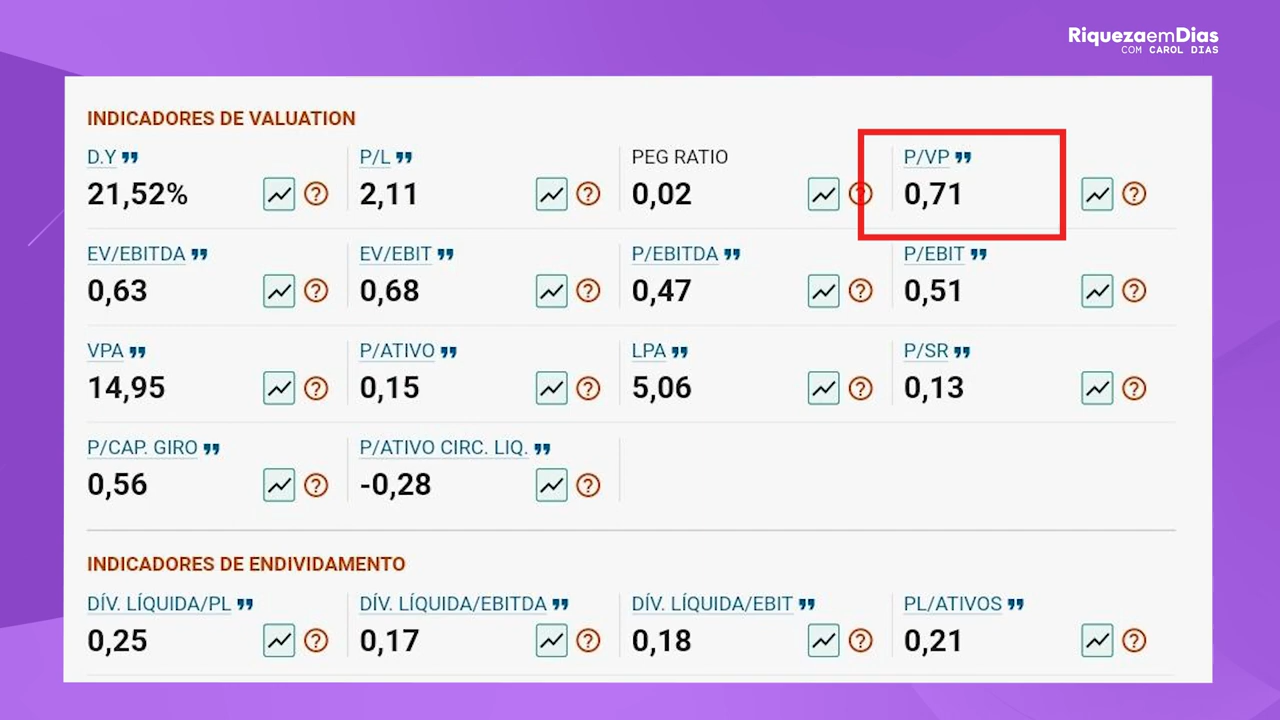 RiquezaemDias
COM CAROL DIAS
INDICADORES DE VALUATION
D.Y P/L PEG RATIO P/VP
21,52% 2,11 0,02 0,71
EV/EBITDA EV/EBIT P/EBITDA P/EBIT
0,63 0,68 0,47 0,51
VPA P/ATIVO LPA P/SR
14,95 0,15 5,06 0,13
P/CAP. GIRO P/ATIVO CIRC. LIQ.
0,56 -0,28
INDICADORES DE ENDIVIDAMENTO
DÍV. LÍQUIDA/PL DÍV. LÍQUIDA/EBITDA DÍV. LÍQUIDA/EBIT PL/ATIVOS
0,25 0,17 0,18 0,21